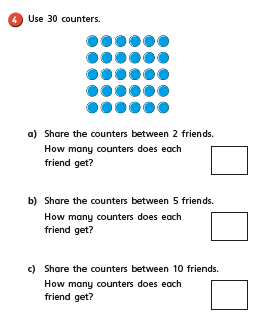 4 Use 30 counters.
a) Share the counters between 2 friends.
How many counters does each
friend get?
b) Share the counters between 5 friends.
How many counters does each
friend get?
c) Share the counters between 10 friends.
How many counters does each
friend get?